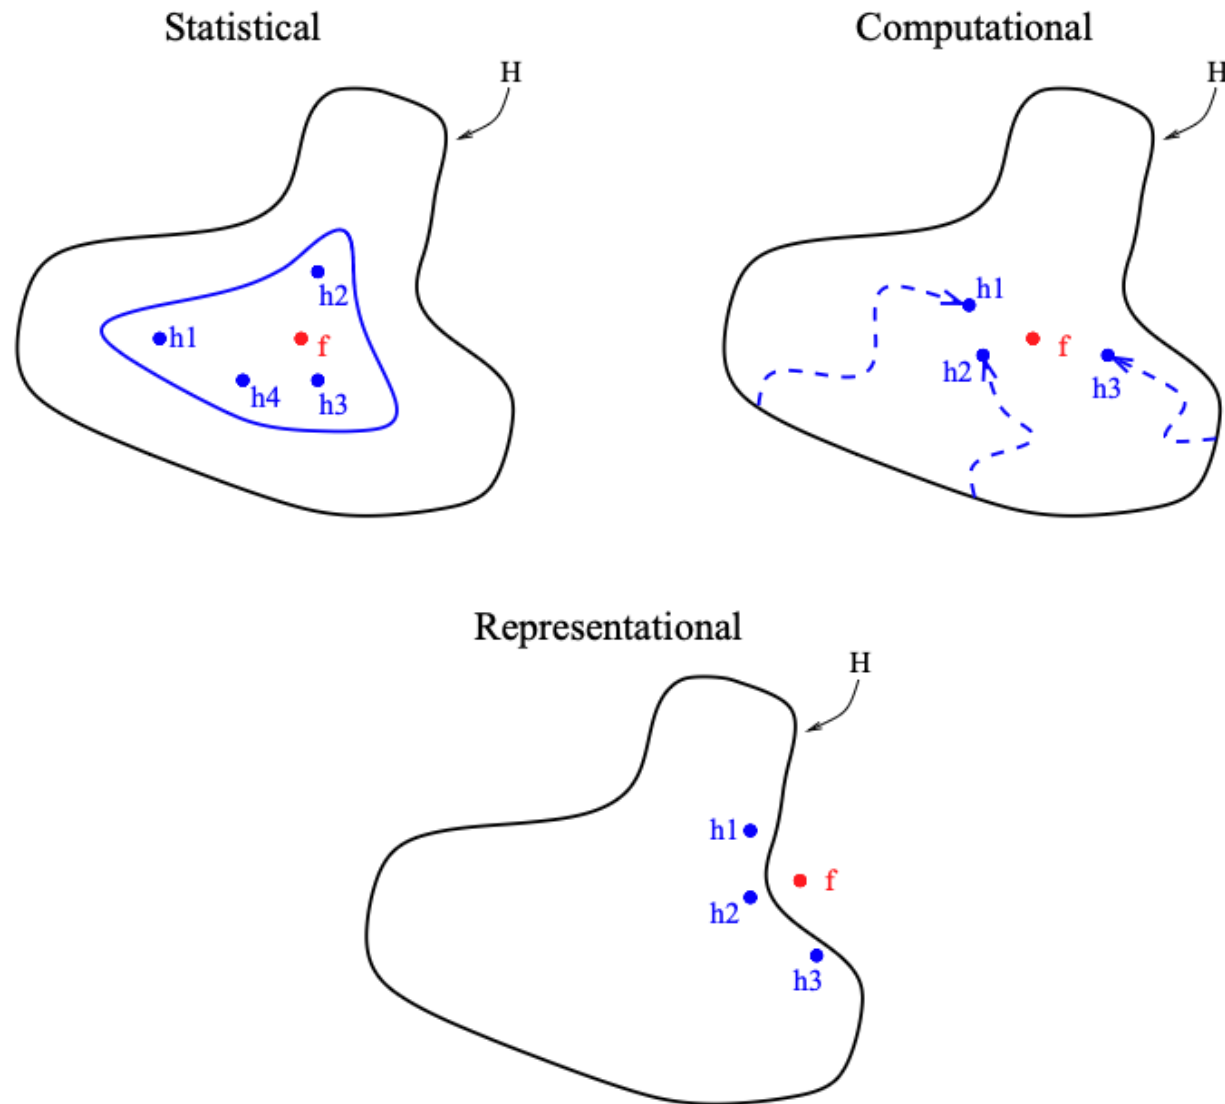 Statistical
H
h2
h1
f
h4
h3
Computational
H
h1
f
h2
h3
Representational
H
h1
f
h2
h3